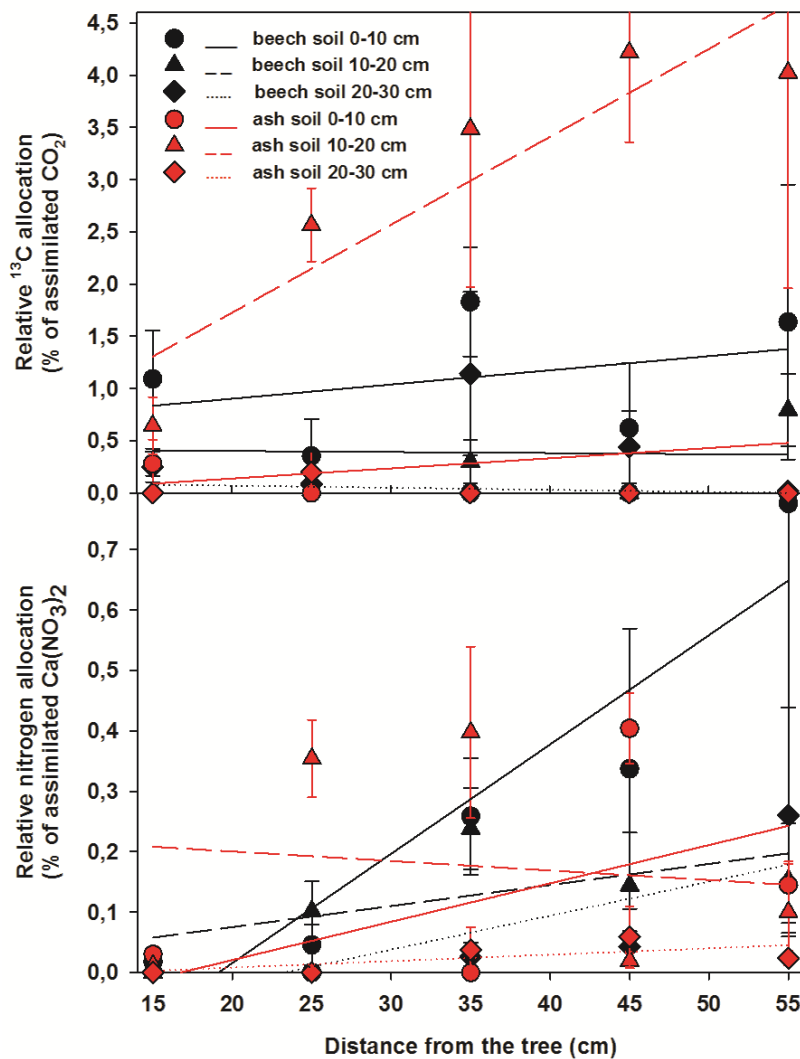 4,5
4,0
3,5
3,0
2,5
2,0
1,5
1,0
0,5
0,0
Relative ¹³C allocation
(% of assimilated CO₂)
beech soil 0-10 cm
beech soil 10-20 cm
beech soil 20-30 cm
ash soil 0-10 cm
ash soil 10-20 cm
ash soil 20-30 cm
0,7
0,6
0,5
0,4
0,3
0,2
0,1
0,0
Relative nitrogen allocation
(% of assimilated Ca(NO₃)₂
15 20 25 30 35 40 45 50 55
Distance from the tree (cm)